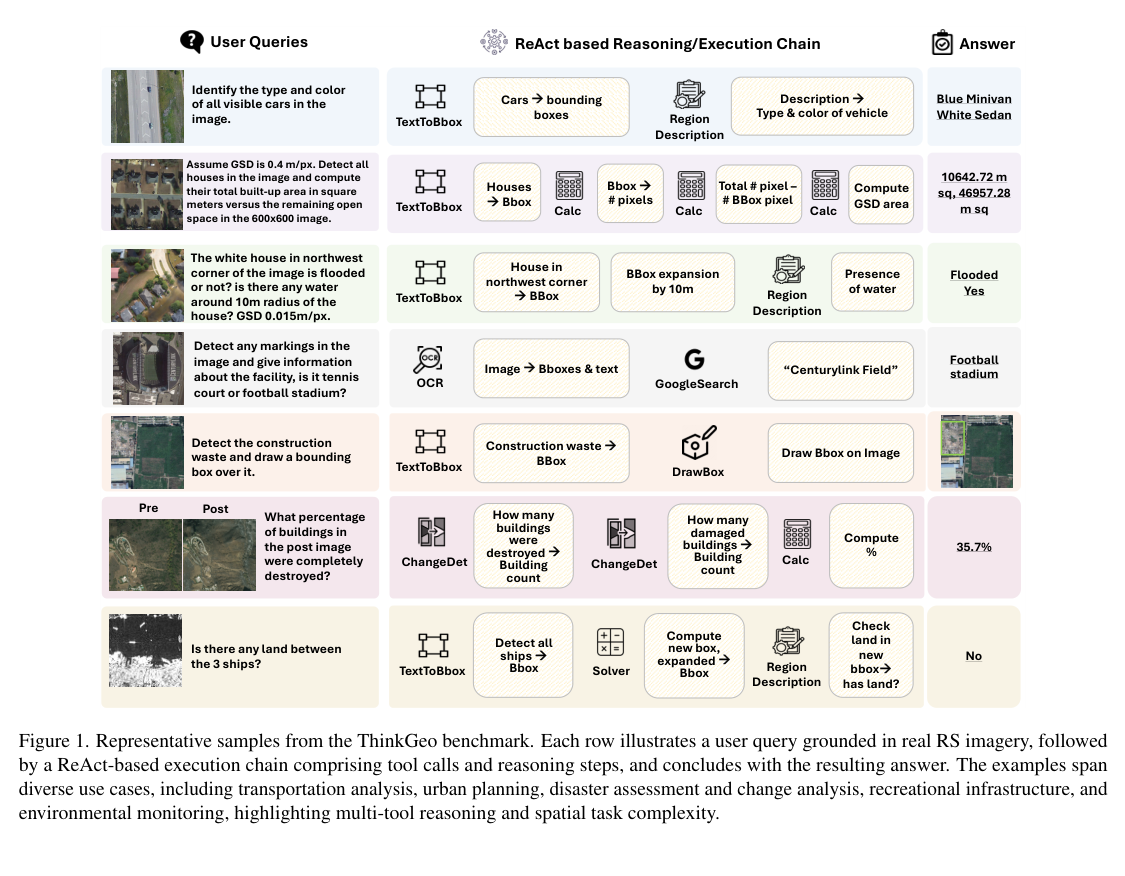 User Queries
ReAct based Reasoning/Execution Chain
Answer
Identify the type and color
of all visible cars in the
image.
TextToBbox
Cars → bounding
boxes
Region
Description
Description →
Type & color of vehicle
Blue Minivan
White Sedan
Assume GSD is 0.4 m/px. Detect all
houses in the image and compute
their total built-up area in square
meters versus the remaining open
space in the 600x600 image.
TextToBbox
Houses
→ Bbox
Calc
Bbox →
# pixels
Calc
Total # pixel –
# BBox pixel
Calc
Compute
GSD area
10642.72 m
sq, 46957.28
m sq
The white house in northwest
corner of the image is flooded
or not? is there any water
around 10m radius of the
house? GSD 0.015m/px.
TextToBbox
House in
northwest corner
→ BBox
BBox expansion
by 10m
Region
Description
Presence
of water
Flooded
Yes
Detect any markings in the
image and give information
about the facility, is it tennis
court or football stadium?
OCR
OCR
Image → Bboxes & text
G
GoogleSearch
“Centurylink Field”
Football
stadium
Detect the construction
waste and draw a bounding
box over it.
TextToBbox
Construction waste →
BBox
DrawBox
Draw Bbox on Image
Pre
Post
What percentage
of buildings in
the post image
were completely
destroyed?
ChangeDet
How many
buildings
were
destroyed →
Building
count
ChangeDet
How many
damaged
buildings →
Building
count
Calc
Compute
%
35.7%
Is there any land between
the 3 ships?
TextToBbox
Detect all
ships →
Bbox
Solver
Compute
new box,
expanded →
Bbox
Region
Description
Check
land in
new
bbox→
has land?
No
Figure 1. Representative samples from the ThinkGeo benchmark. Each row illustrates a user query grounded in real RS imagery, followed
by a ReAct-based execution chain comprising tool calls and reasoning steps, and concludes with the resulting answer. The examples span
diverse use cases, including transportation analysis, urban planning, disaster assessment and change analysis, recreational infrastructure, and
environmental monitoring, highlighting multi-tool reasoning and spatial task complexity.